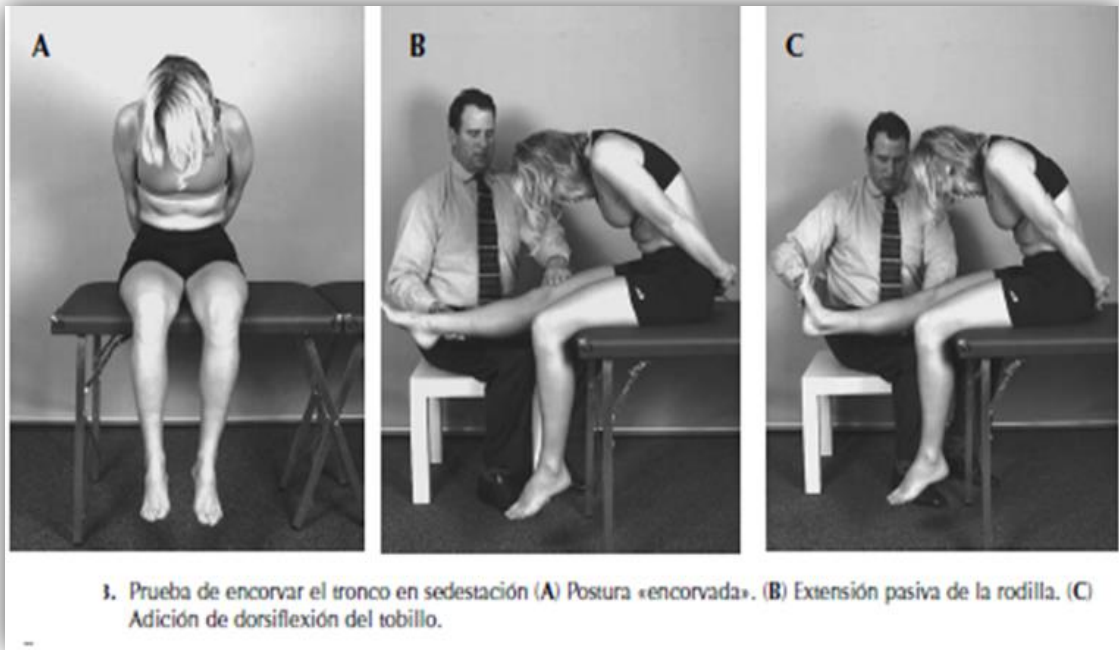 A
B
C
3. Prueba de encorvar el tronco en sedestación (A) Postura «encorvada». (B) Extensión pasiva de la rodilla. (C)
Adición de dorsiflexión del tobillo.